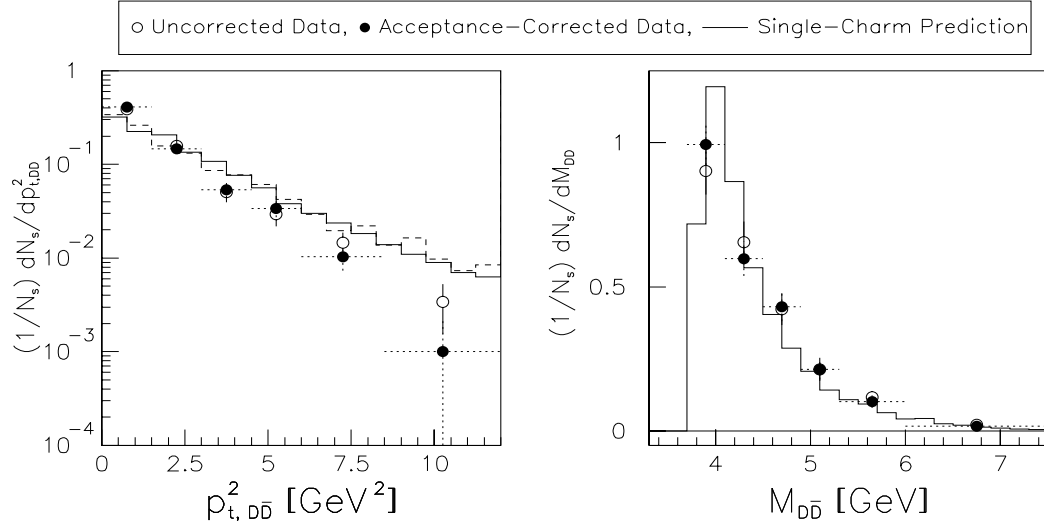 ○ Uncorrected Data, ● Acceptance-Corrected Data, — Single-Charm Prediction
(1/N_s) dN_s/dp²_t,DD
1
10⁻¹
10⁻²
10⁻³
10⁻⁴
0 2.5 5 7.5 10
p²_t, DD̄ [GeV²]
(1/N_s) dN_s/dM_DD
1
0.5
0
4 5 6 7
M_DD̄ [GeV]